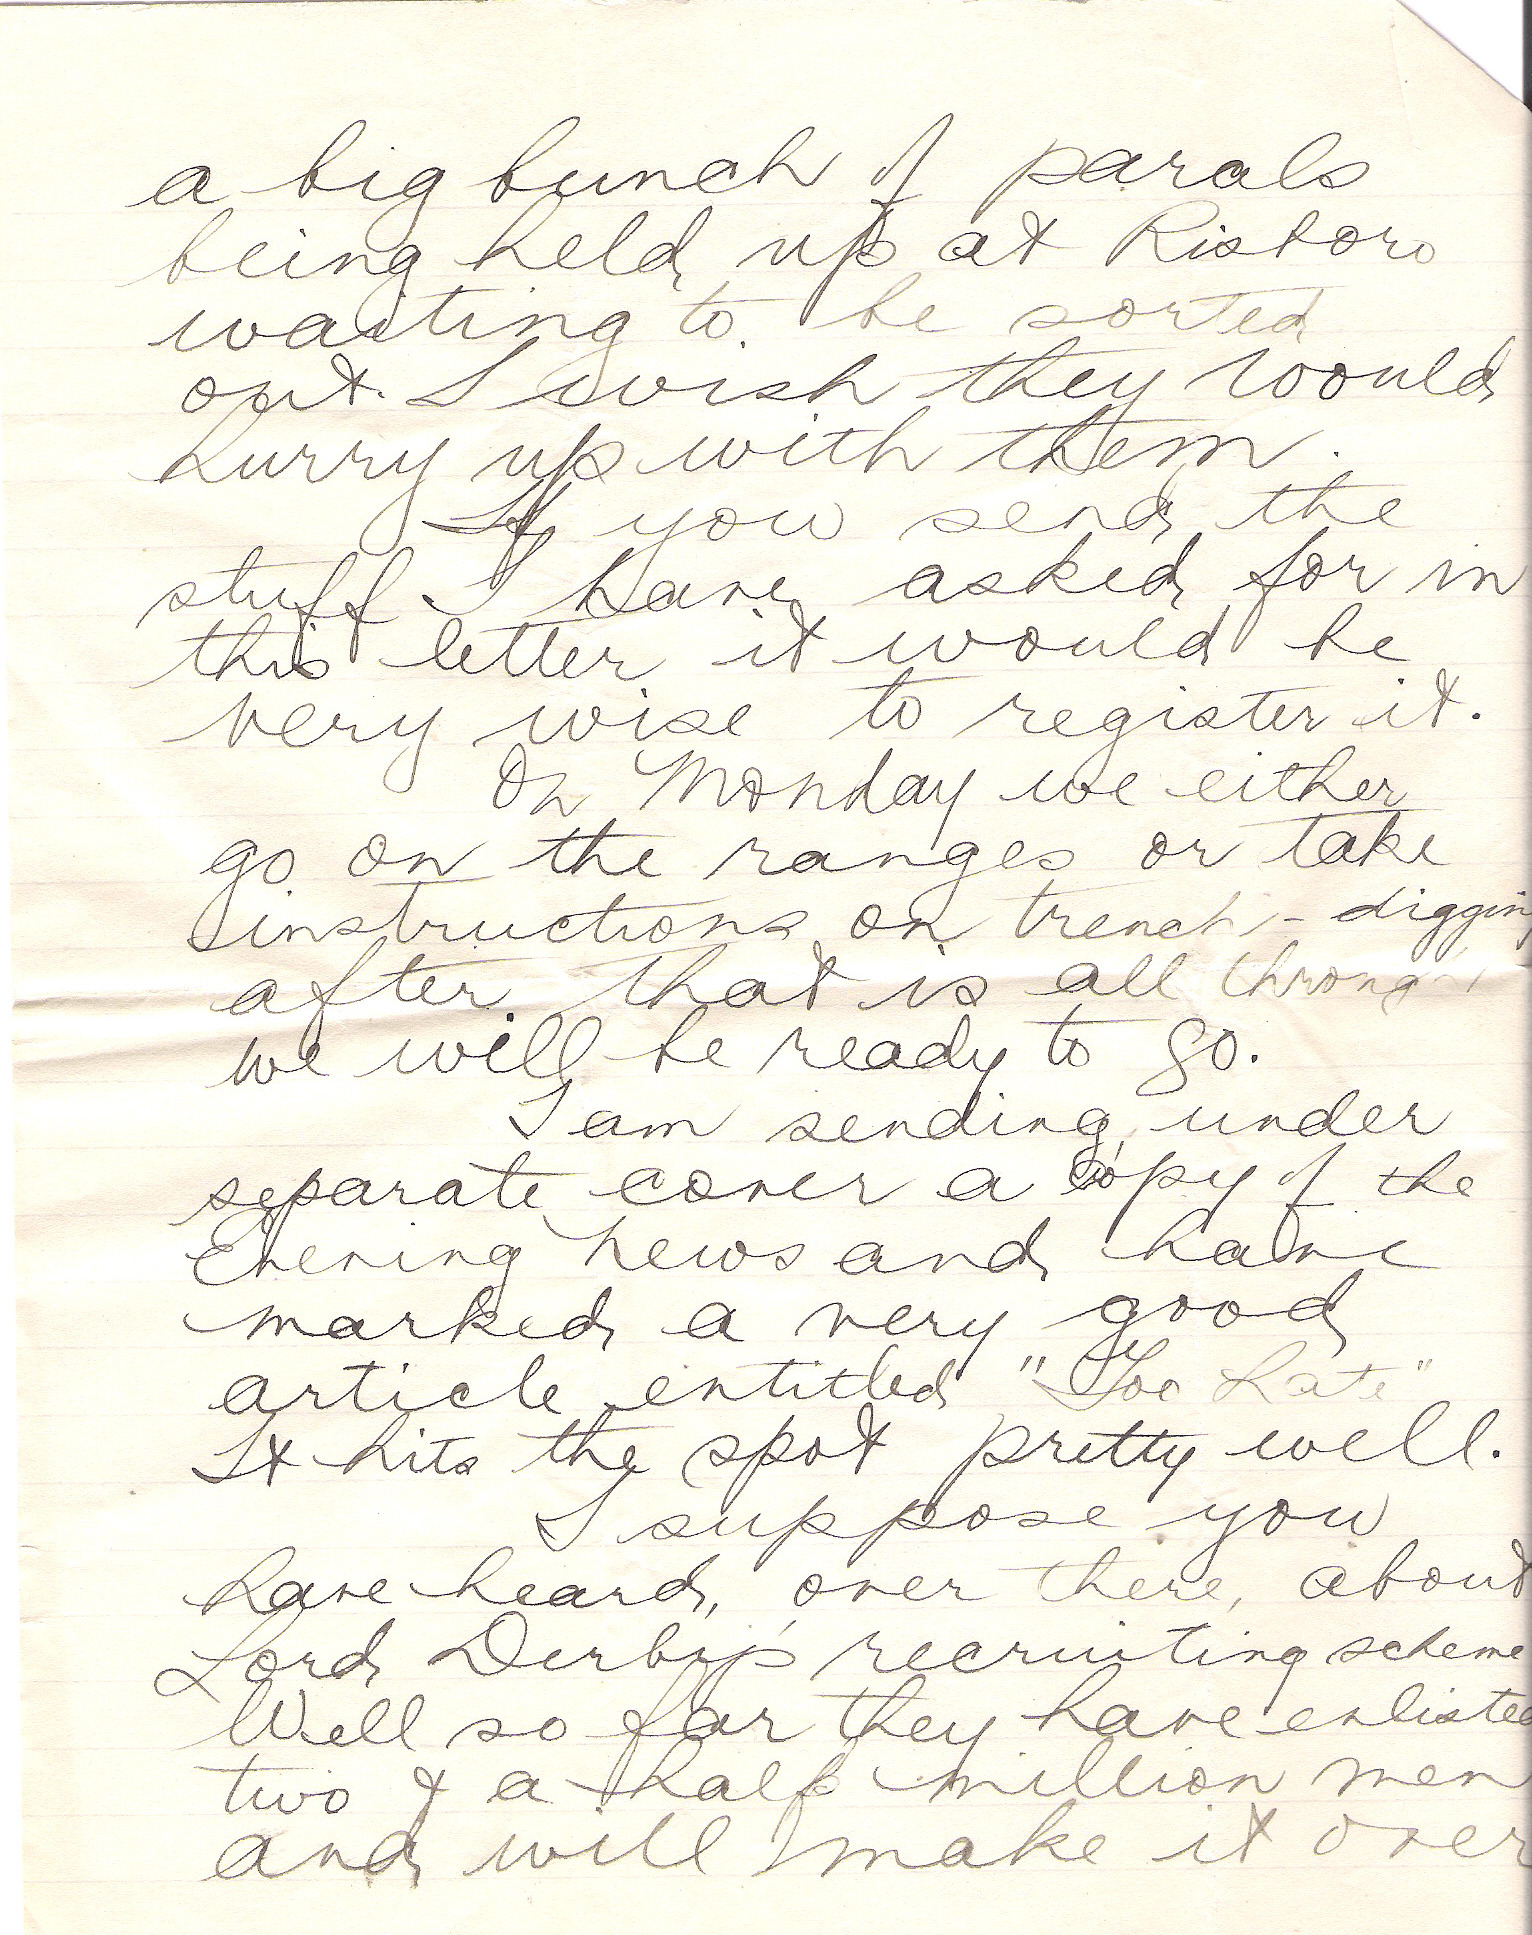 a big bunch of parals
being held up at Risboro
waiting to be sorted
out. I wish they would
hurry up with them.
If you send the
stuff I have asked for in
this letter it would be
very wise to register it.
On Monday we either
go on the ranges or take
instructions on trench-digging
after that is all through
we will be ready to go.
I am sending under
separate cover a copy of the
Evening News and have
marked a very good
article entitled "Too Late"
It hits the spot pretty well.
I suppose you
have heard, over there, about
Lord Derby's recruiting scheme
Well so far they have enlisted
two & a half million men
and will make it over